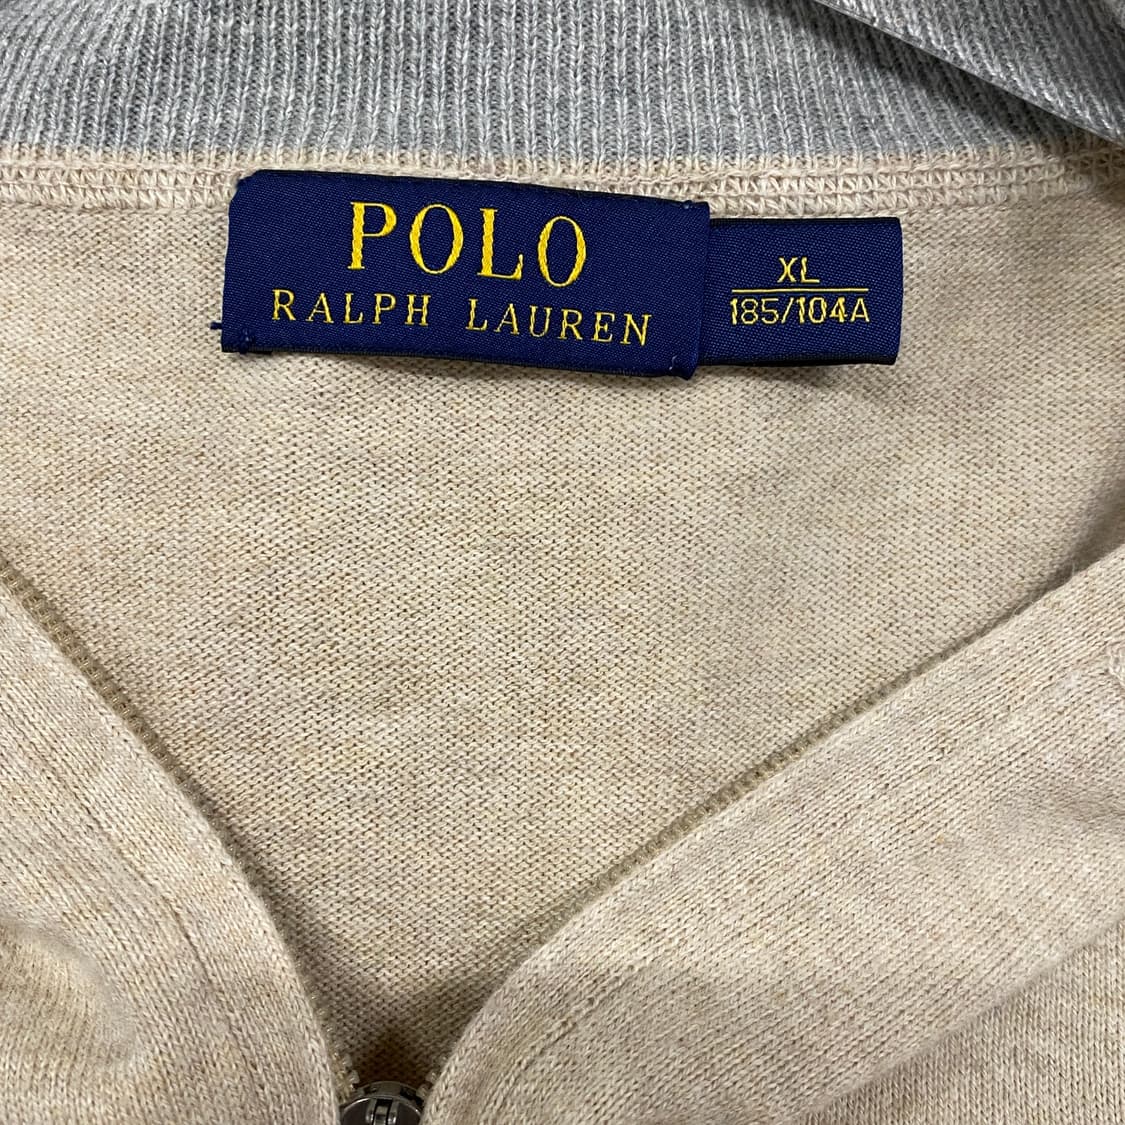 POLO
RALPH LAUREN
XL
185/104A